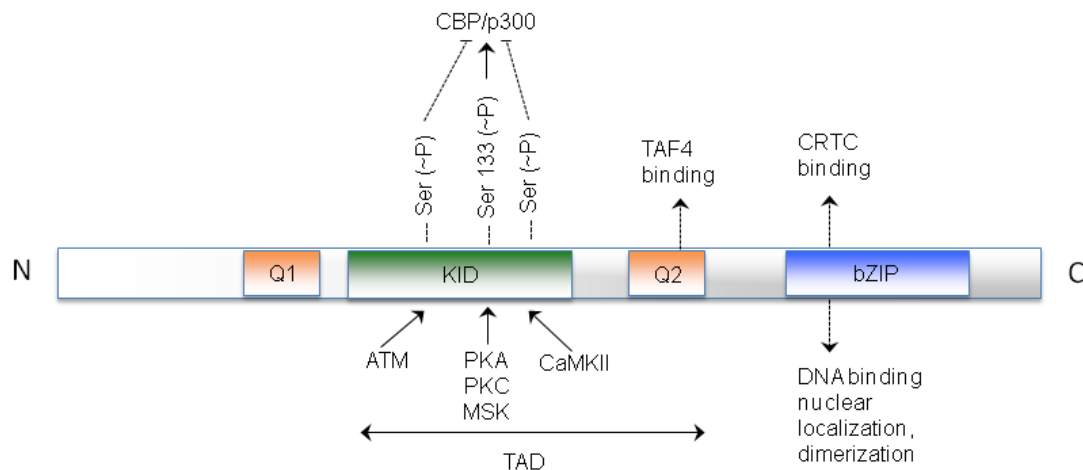 CBP/p300
Ser (~P)
Ser 133 (~P)
Ser (~P)
TAF4
binding
CRTC
binding
N
Q1
KID
Q2
bZIP
C
ATM
PKA
PKC
MSK
CaMKII
DNA binding
nuclear
localization,
dimerization
TAD